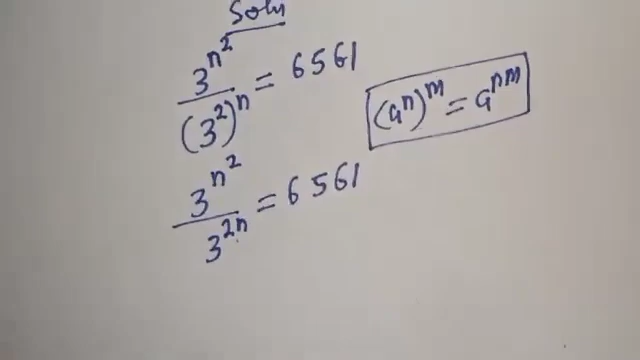 Soln
3^{n^2}/(3^2)^n = 6561
(a^n)^m = a^{nm}
3^{n^2}/3^{2n} = 6561